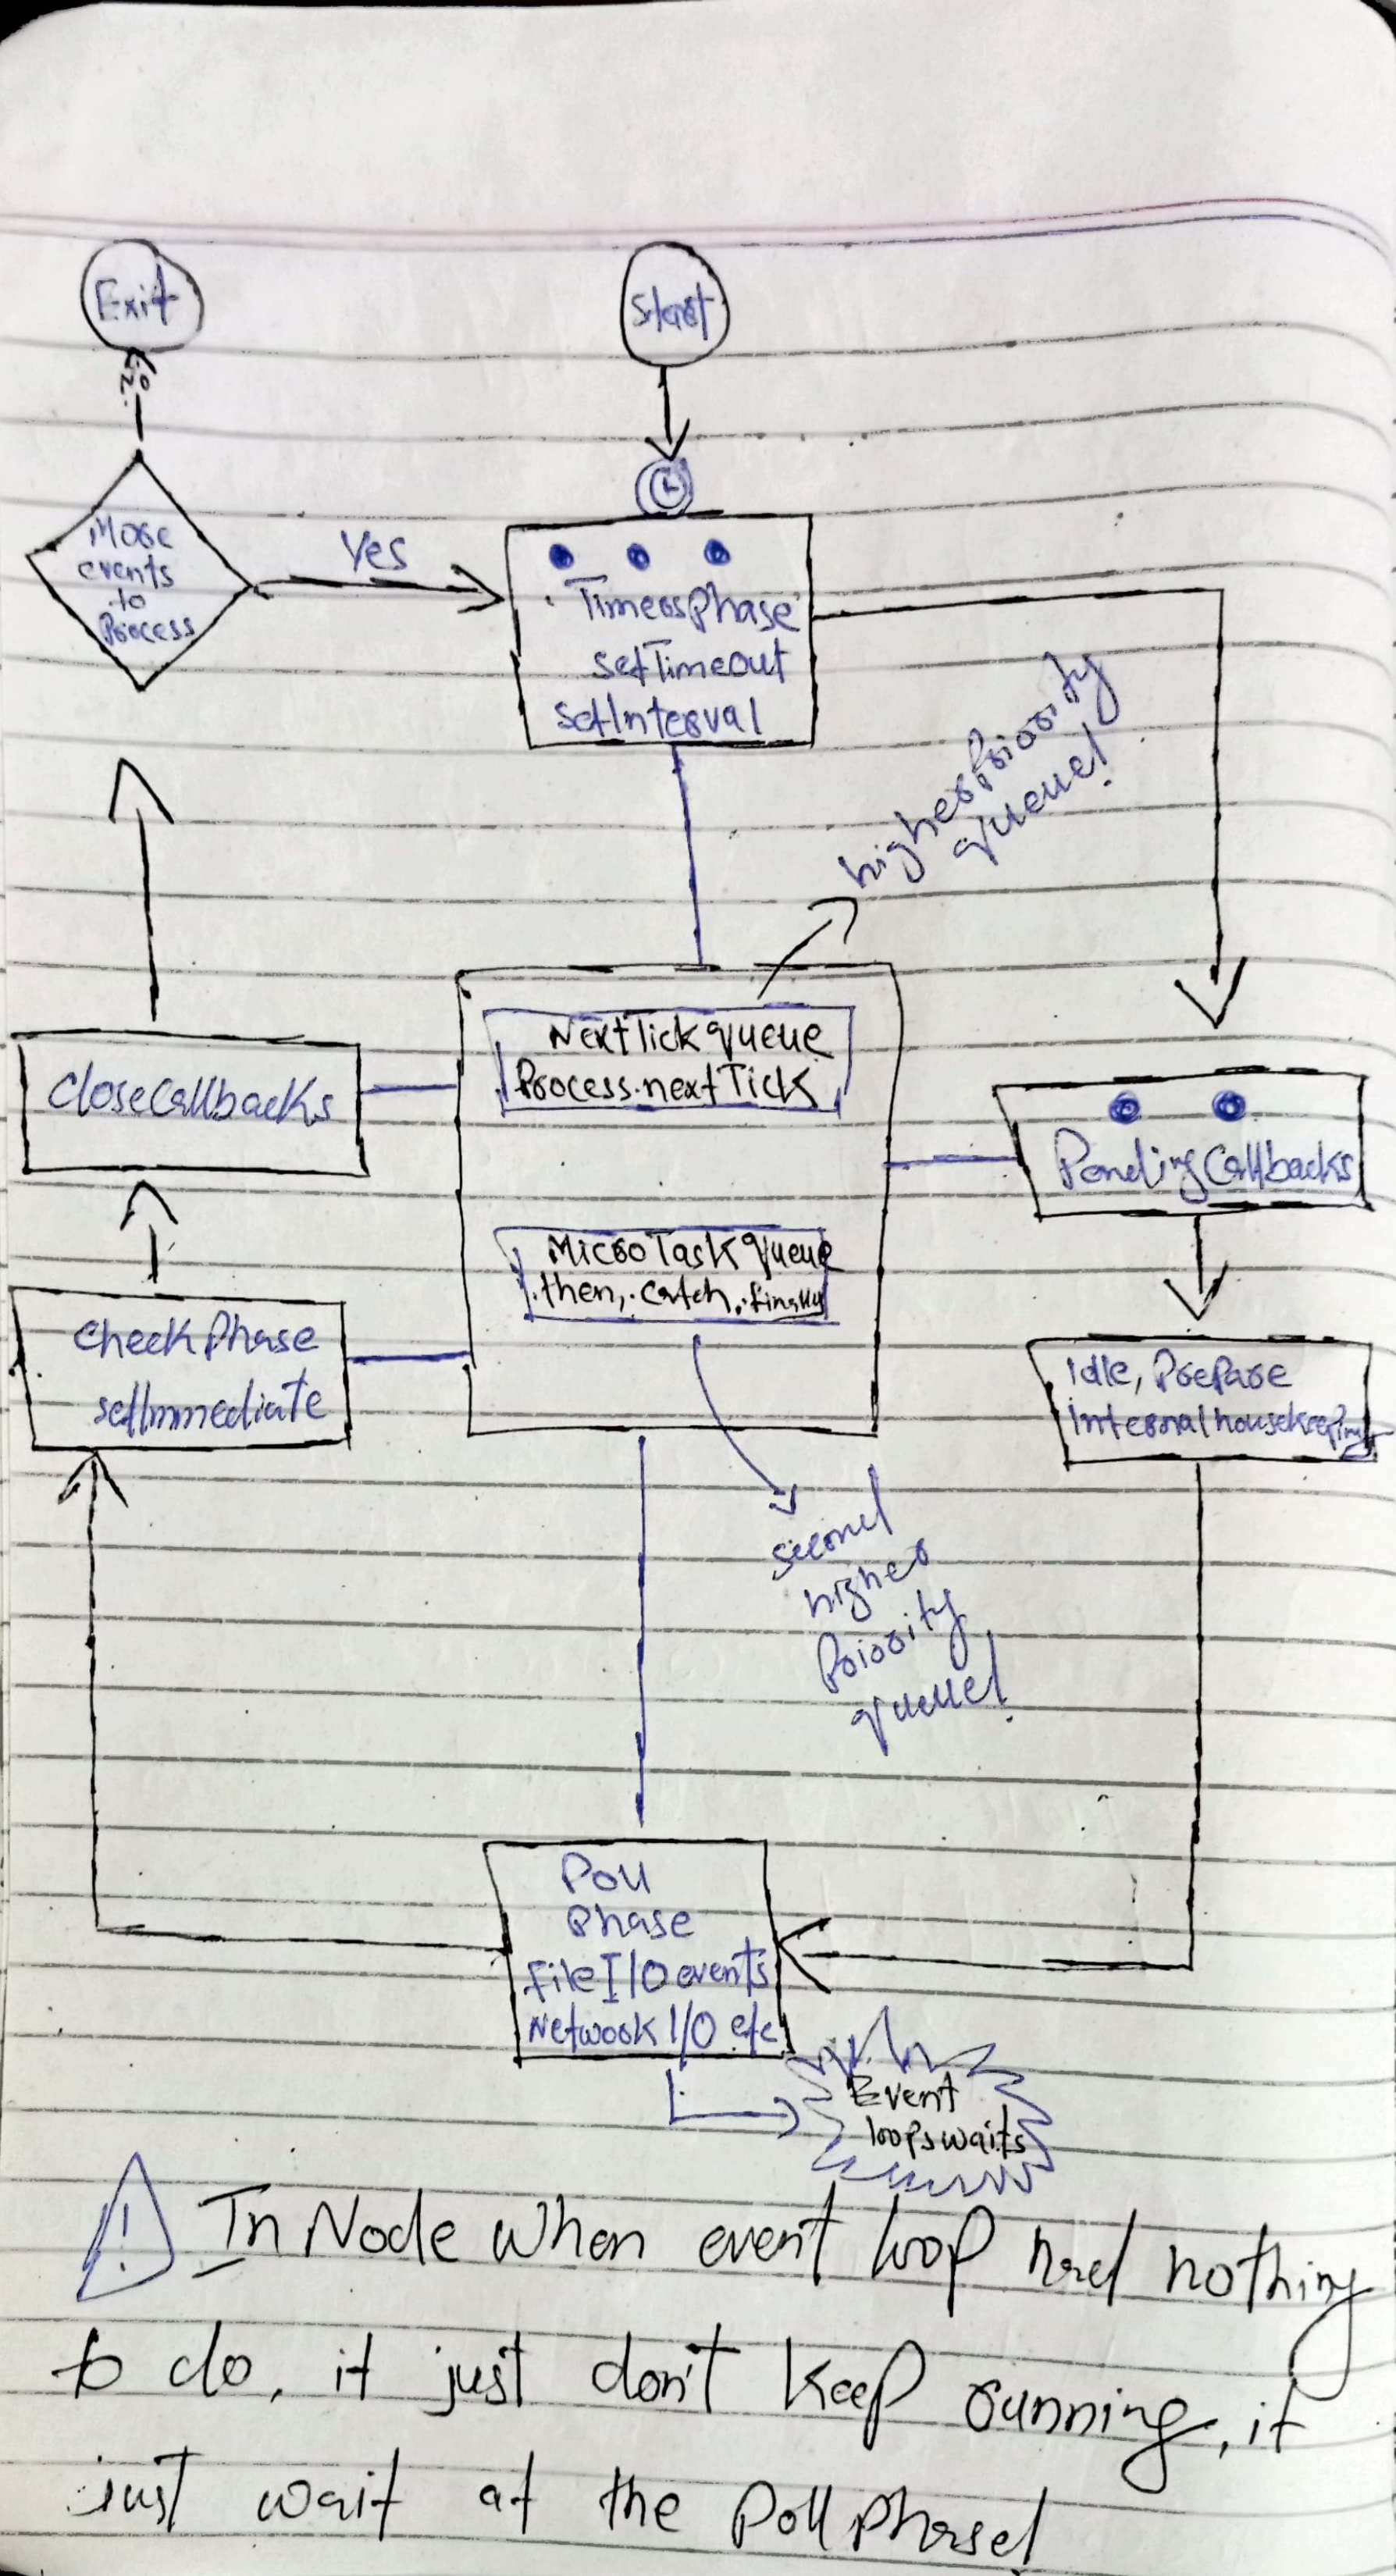 Exit
Start
No
More
events
to
Process
Yes
Timers Phase
setTimeout
setInterval
higher Priority
queue!
NextTick queue
Process.nextTick
closeCallbacks
Pending Callbacks
MicroTask queue
.then, .catch, .finally
check Phase
setImmediate
Idle, Prepare
internal housekeeping
second
higher
Priority
queue!
Poll
Phase
file I/O events
Network I/O etc
Event
loops waits
! In Node when event loop had nothing
to do, it just don't keep running, it
just wait at the Poll phase!